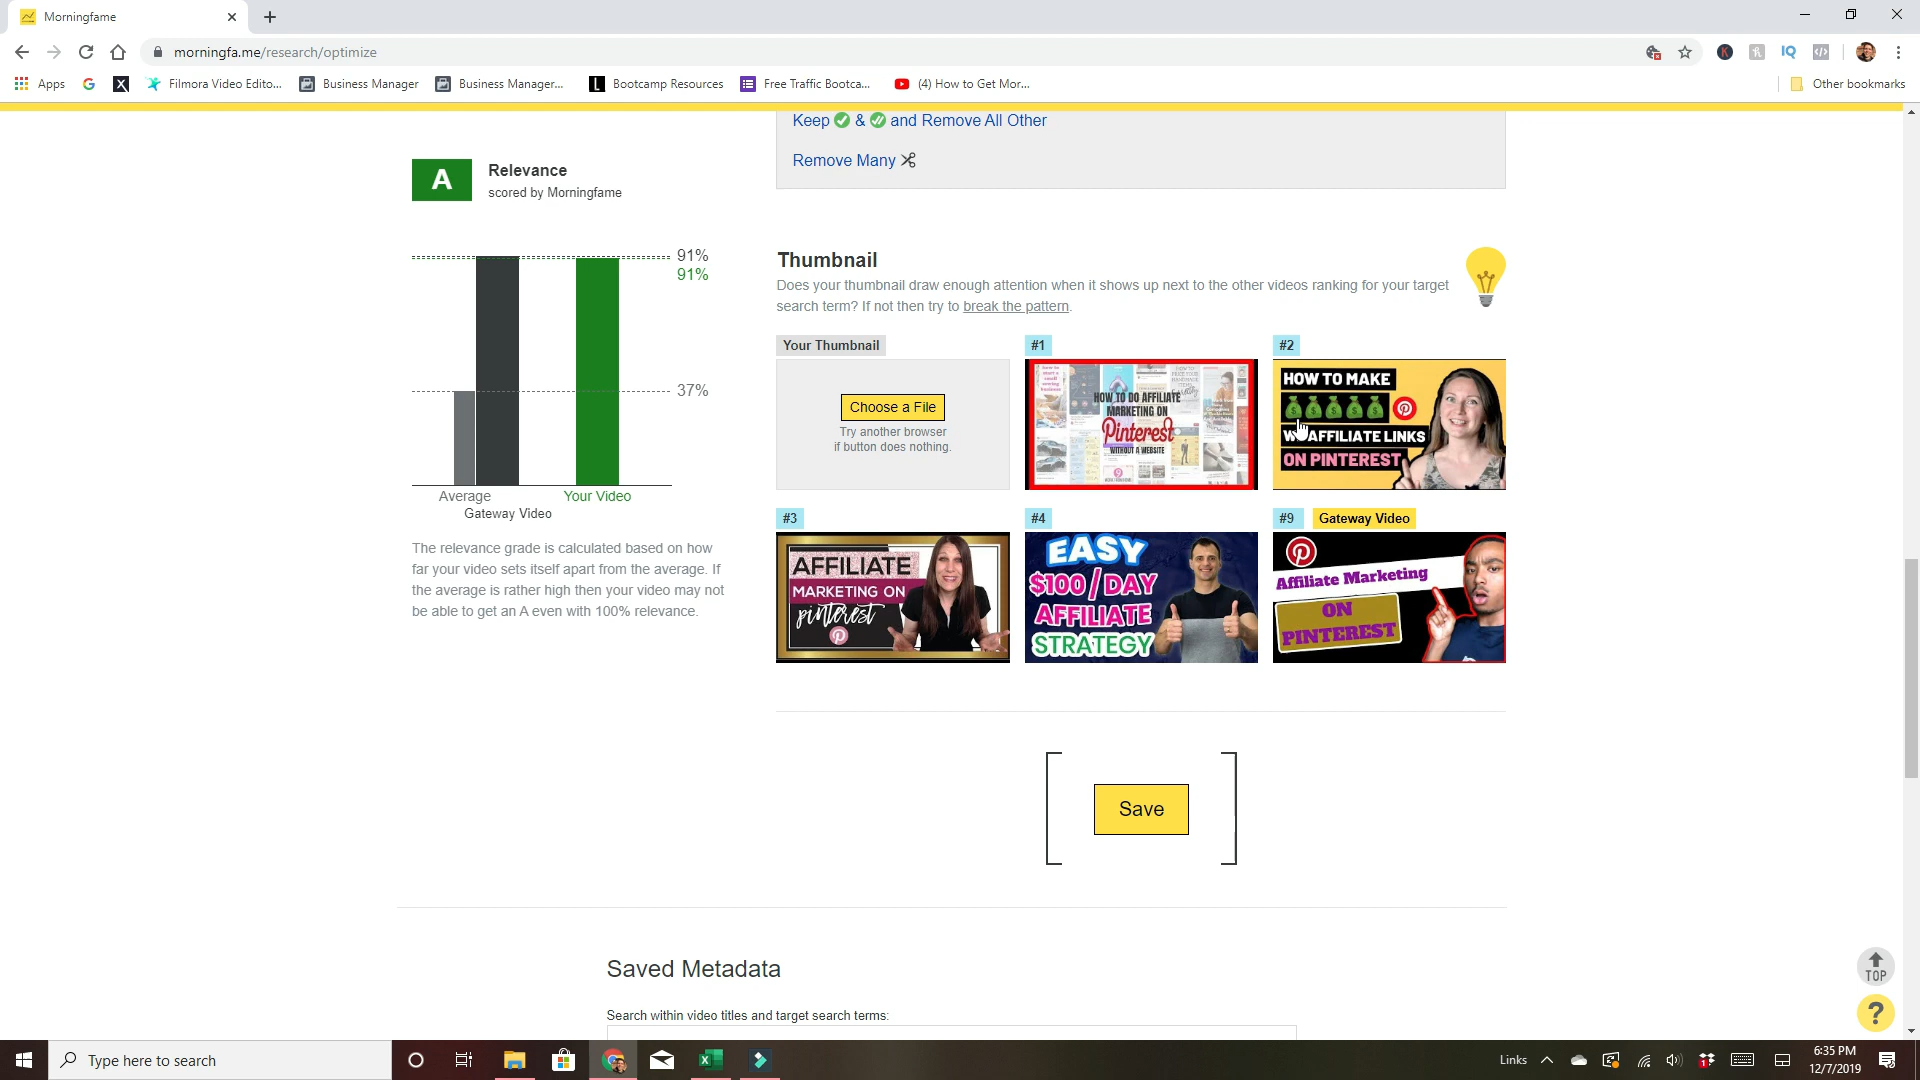 Morningfame
morningfa.me/research/optimize
Apps
Filmora Video Edito...
Business Manager
Business Manager...
Bootcamp Resources
Free Traffic Bootca...
(4) How to Get Mor...
Other bookmarks
Keep & and Remove All Other
Remove Many
A
Relevance
scored by Morningfame
91%
91%
37%
Average
Your Video
Gateway Video
The relevance grade is calculated based on how
far your video sets itself apart from the average. If
the average is rather high then your video may not
be able to get an A even with 100% relevance.
Thumbnail
Does your thumbnail draw enough attention when it shows up next to the other videos ranking for your target
search term? If not then try to break the pattern.
Your Thumbnail
Choose a File
Try another browser
if button does nothing.
#1
HOW TO DO AFFILIATE
MARKETING ON
Pinterest
WITHOUT A WEBSITE
#2
HOW TO MAKE
W/ AFFILIATE LINKS
ON PINTEREST
#3
AFFILIATE
MARKETING ON
pinterest
#4
EASY
$100/DAY
AFFILIATE
STRATEGY
#9
Gateway Video
Affiliate Marketing
ON
PINTEREST
Save
Saved Metadata
Search within video titles and target search terms:
TOP
?
Type here to search
Links
6:35 PM
12/7/2019